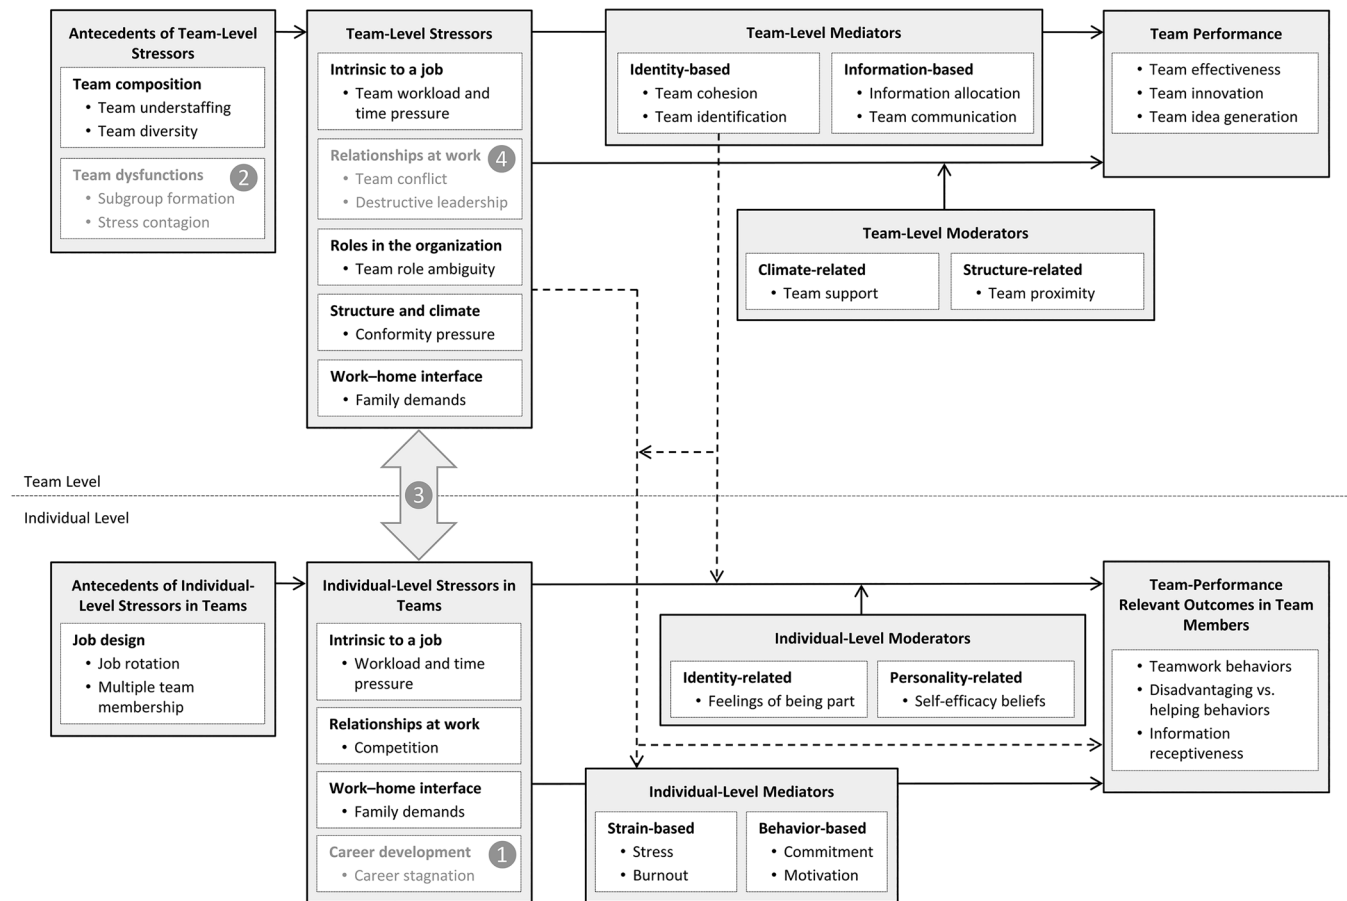 Antecedents of Team-Level
Stressors
Team composition
• Team understaffing
• Team diversity
Team dysfunctions
2
• Subgroup formation
• Stress contagion
Team-Level Stressors
Intrinsic to a job
• Team workload and
time pressure
Relationships at work
4
• Team conflict
• Destructive leadership
Roles in the organization
• Team role ambiguity
Structure and climate
• Conformity pressure
Work–home interface
• Family demands
Team-Level Mediators
Identity-based
• Team cohesion
• Team identification
Information-based
• Information allocation
• Team communication
Team Performance
• Team effectiveness
• Team innovation
• Team idea generation
Team-Level Moderators
Climate-related
• Team support
Structure-related
• Team proximity
Team Level
3
Individual Level
Antecedents of Individual-
Level Stressors in Teams
Job design
• Job rotation
• Multiple team
membership
Individual-Level Stressors in
Teams
Intrinsic to a job
• Workload and time
pressure
Relationships at work
• Competition
Work–home interface
• Family demands
Career development
1
• Career stagnation
Individual-Level Moderators
Identity-related
• Feelings of being part
Personality-related
• Self-efficacy beliefs
Individual-Level Mediators
Strain-based
• Stress
• Burnout
Behavior-based
• Commitment
• Motivation
Team-Performance
Relevant Outcomes in Team
Members
• Teamwork behaviors
• Disadvantaging vs.
helping behaviors
• Information
receptiveness